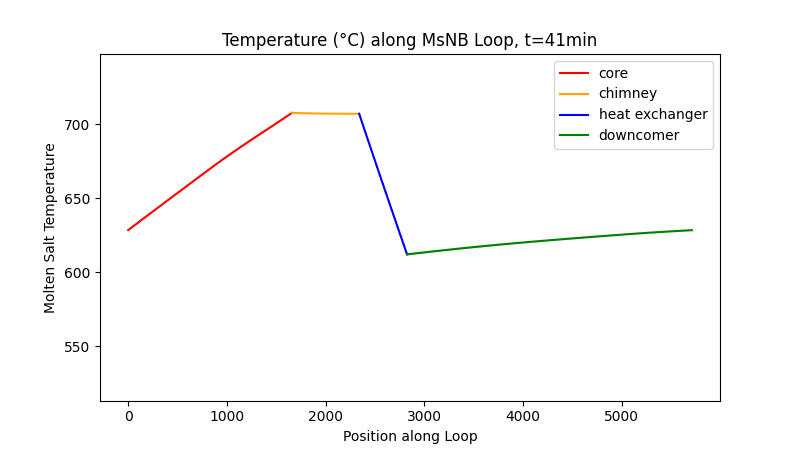 Temperature (°C) along MsNB Loop, t=41min
core
chimney
heat exchanger
downcomer
Molten Salt Temperature
700
650
600
550
0 1000 2000 3000 4000 5000
Position along Loop